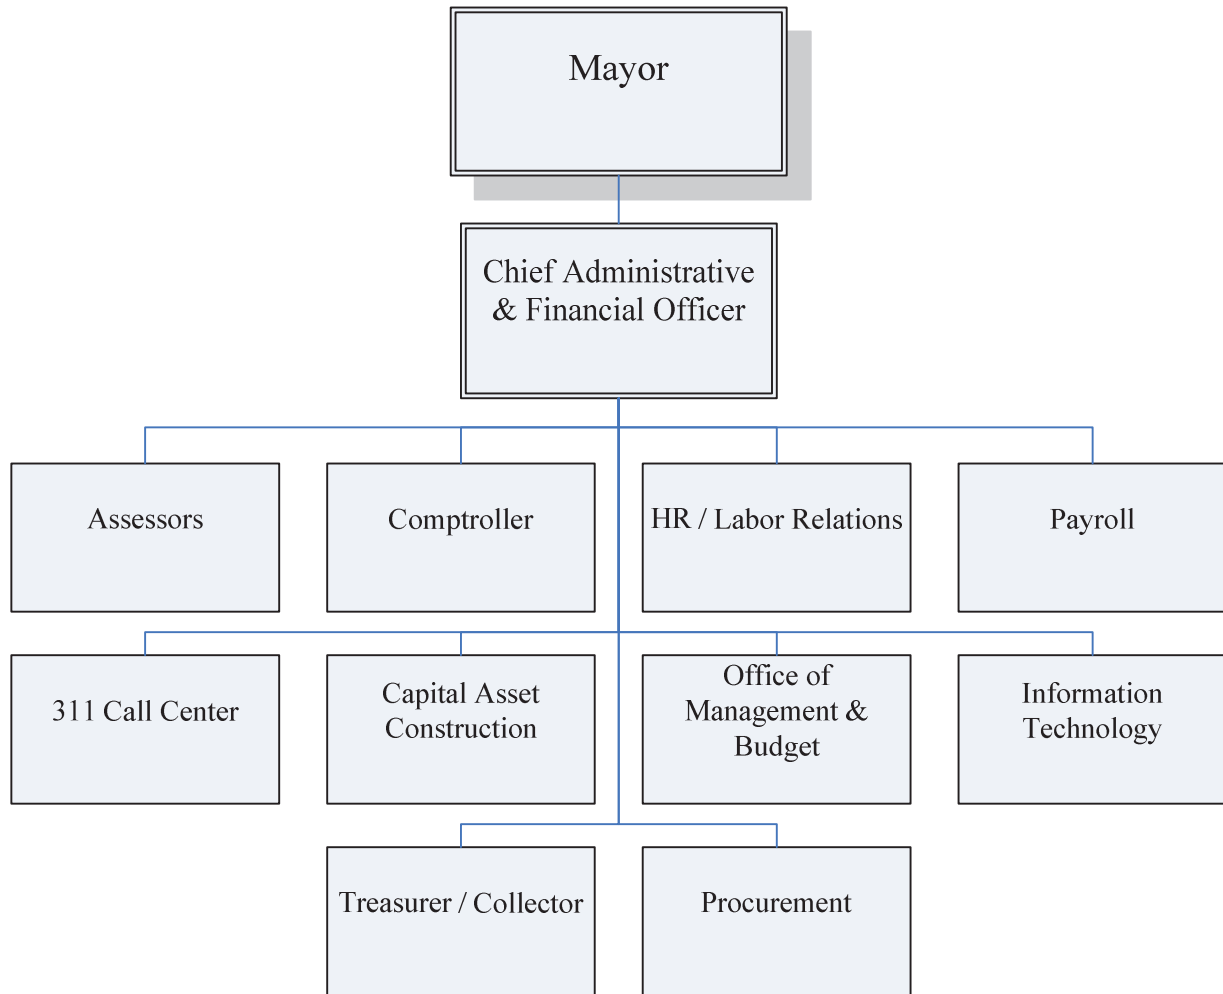 Mayor
Chief Administrative
& Financial Officer
Assessors
Comptroller
HR / Labor Relations
Payroll
311 Call Center
Capital Asset
Construction
Office of
Management &
Budget
Information
Technology
Treasurer / Collector
Procurement